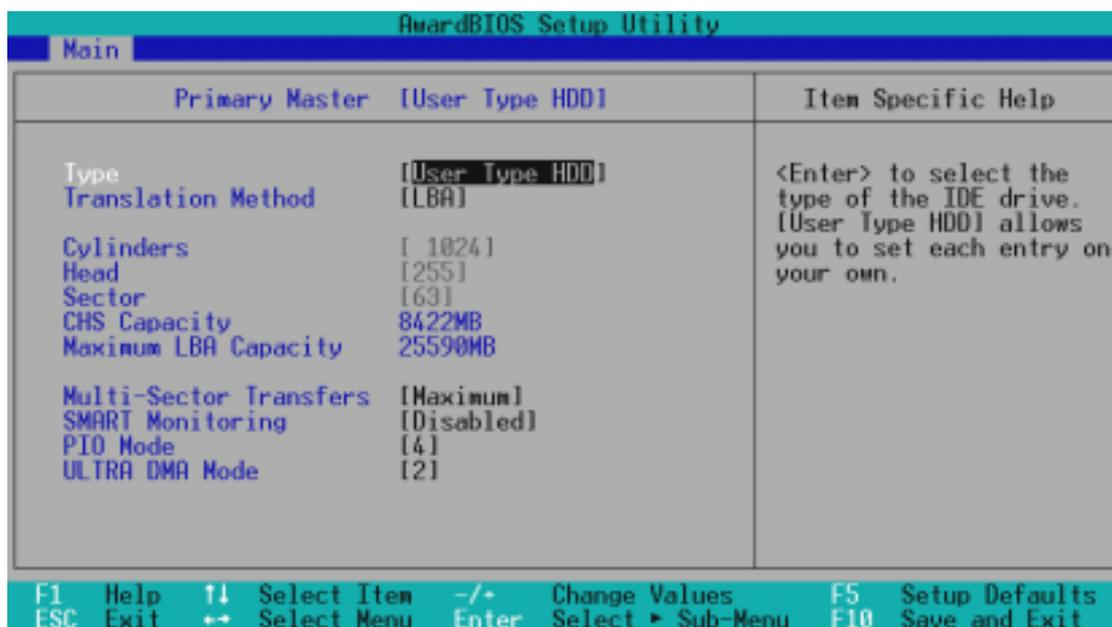 AwardBIOS Setup Utility
Main
Primary Master [User Type HDD]
Item Specific Help
Type [User Type HDD]
Translation Method [LBA]
Cylinders [ 1024]
Head [255]
Sector [63]
CHS Capacity 8422MB
Maximum LBA Capacity 25590MB
Multi-Sector Transfers [Maximum]
SMART Monitoring [Disabled]
PIO Mode [4]
ULTRA DMA Mode [2]
<Enter> to select the
type of the IDE drive.
[User Type HDD] allows
you to set each entry on
your own.
F1 Help ↑↓ Select Item -/+ Change Values F5 Setup Defaults
ESC Exit ←→ Select Menu Enter Select ► Sub-Menu F10 Save and Exit